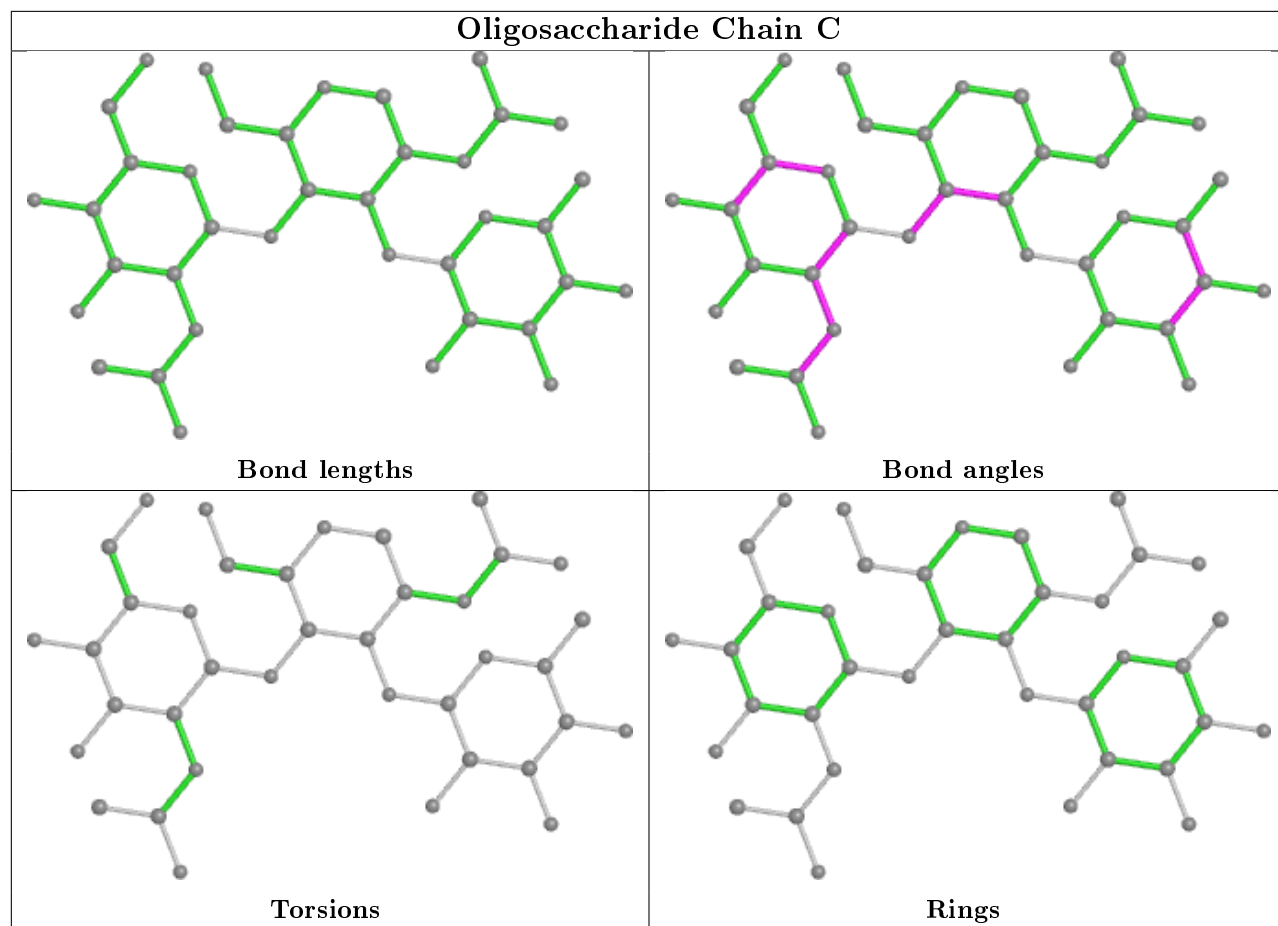 Oligosaccharide Chain C
Bond lengths
Bond angles
Torsions
Rings